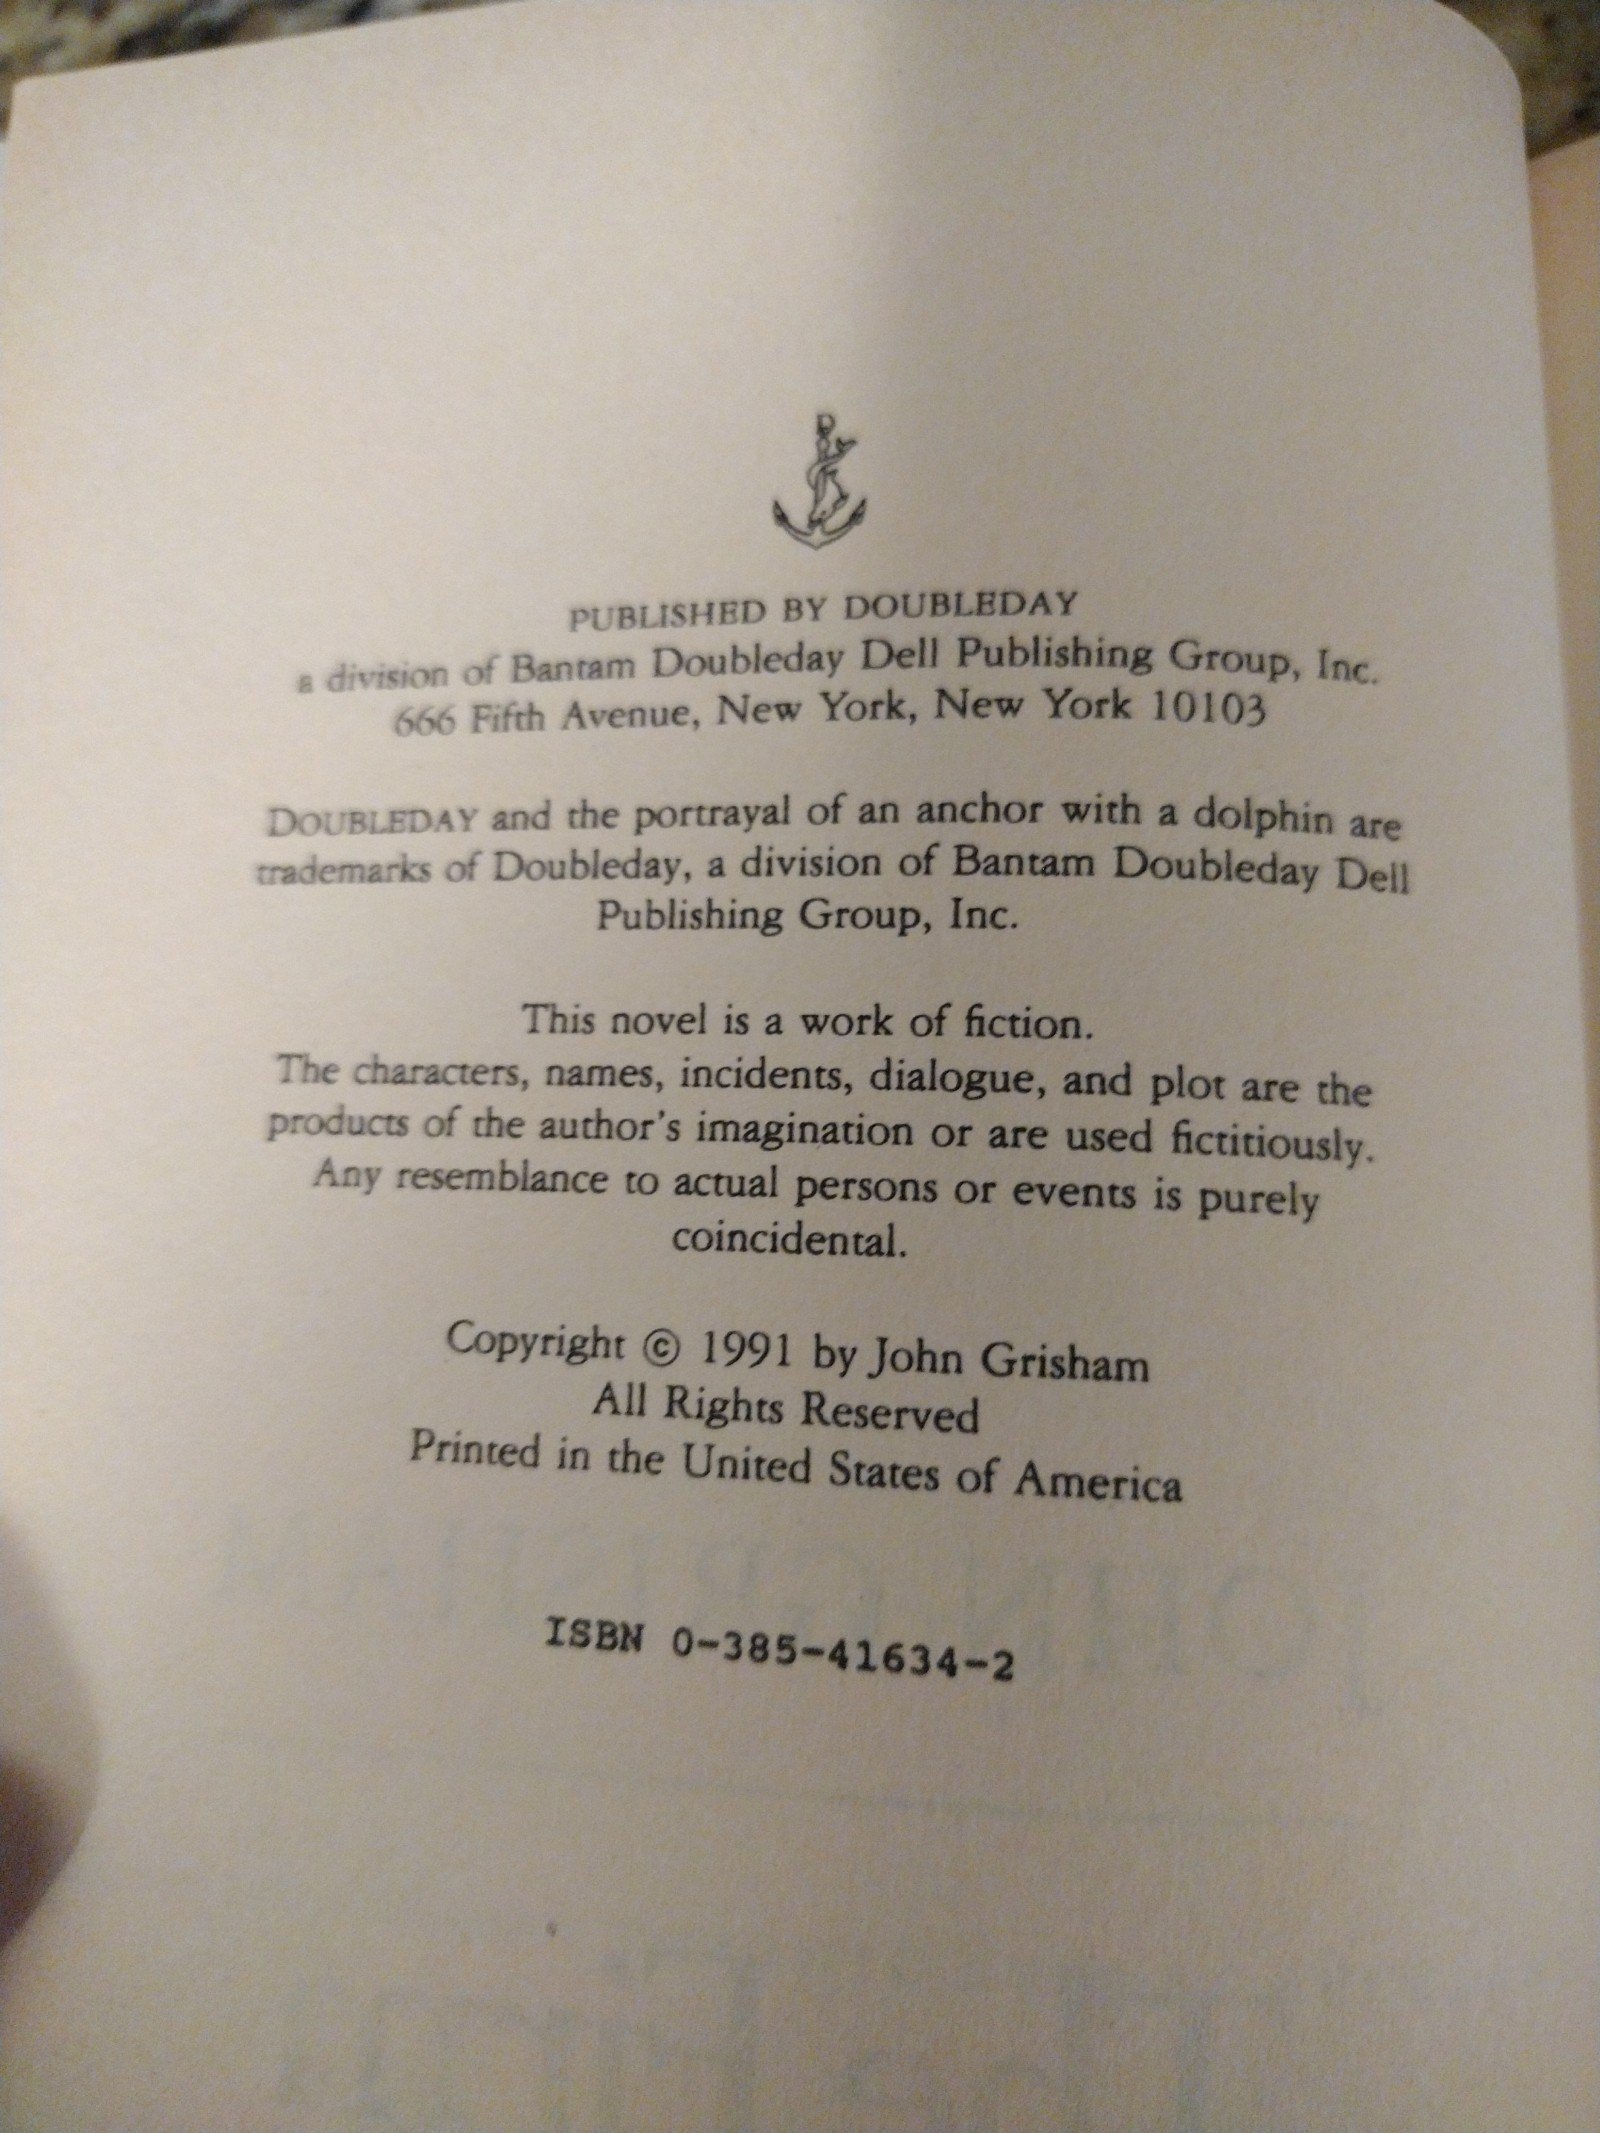 PUBLISHED BY DOUBLEDAY
a division of Bantam Doubleday Dell Publishing Group, Inc.
666 Fifth Avenue, New York, New York 10103
DOUBLEDAY and the portrayal of an anchor with a dolphin are
trademarks of Doubleday, a division of Bantam Doubleday Dell
Publishing Group, Inc.
This novel is a work of fiction.
The characters, names, incidents, dialogue, and plot are the
products of the author's imagination or are used fictitiously.
Any resemblance to actual persons or events is purely
coincidental.
Copyright © 1991 by John Grisham
All Rights Reserved
Printed in the United States of America
ISBN 0-385-41634-2